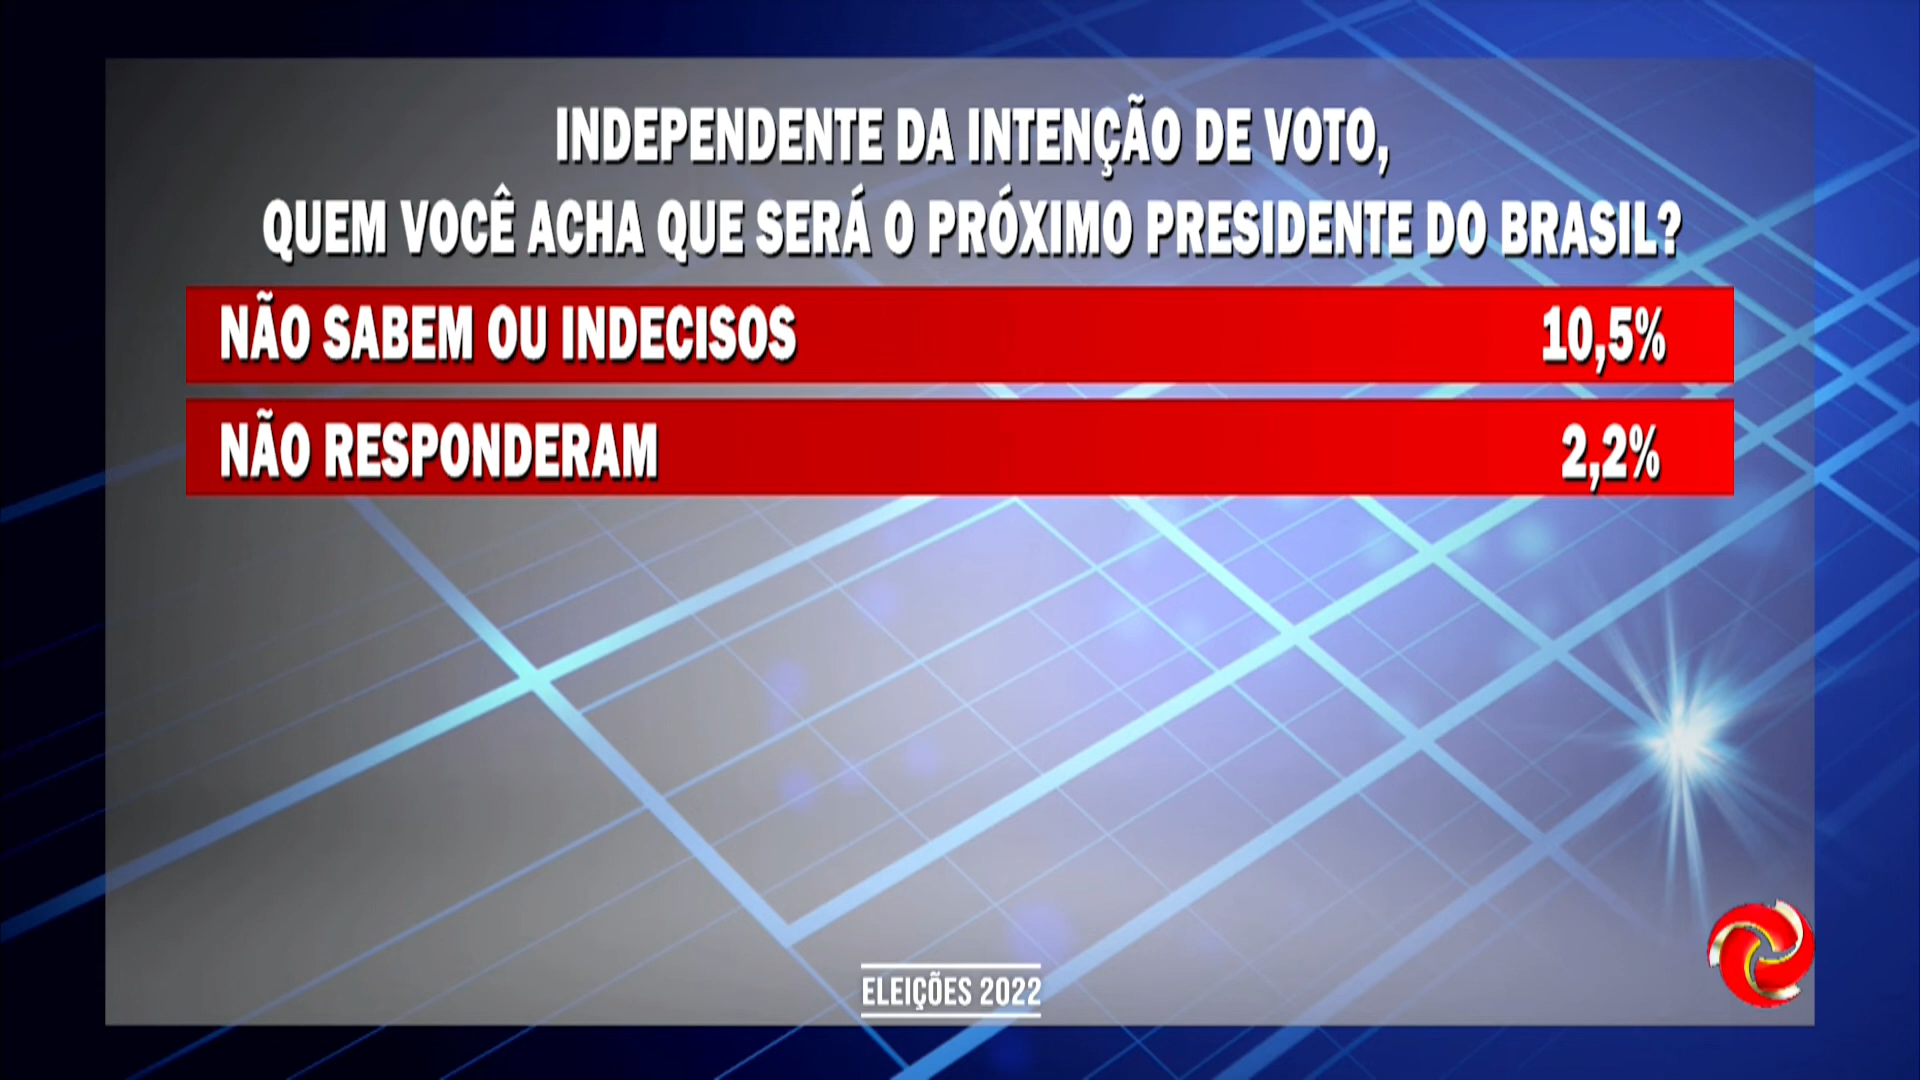 INDEPENDENTE DA INTENÇÃO DE VOTO,
QUEM VOCÊ ACHA QUE SERÁ O PRÓXIMO PRESIDENTE DO BRASIL?
NÃO SABEM OU INDECISOS 10,5%
NÃO RESPONDERAM 2,2%
ELEIÇÕES 2022